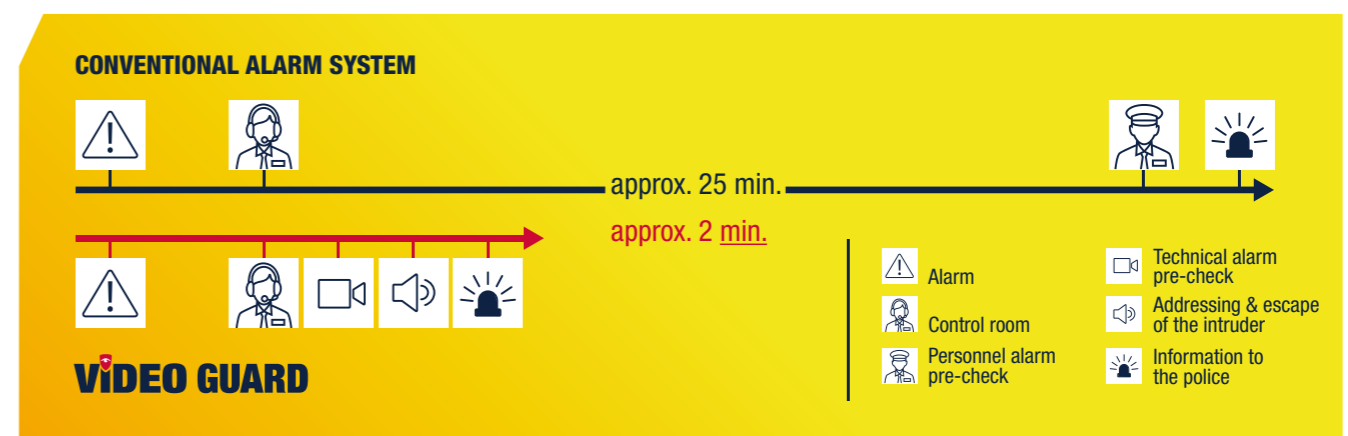 CONVENTIONAL ALARM SYSTEM
approx. 25 min.
approx. 2 min.
VIDEO GUARD
Alarm
Control room
Personnel alarm
pre-check
Technical alarm
pre-check
Addressing & escape
of the intruder
Information to
the police